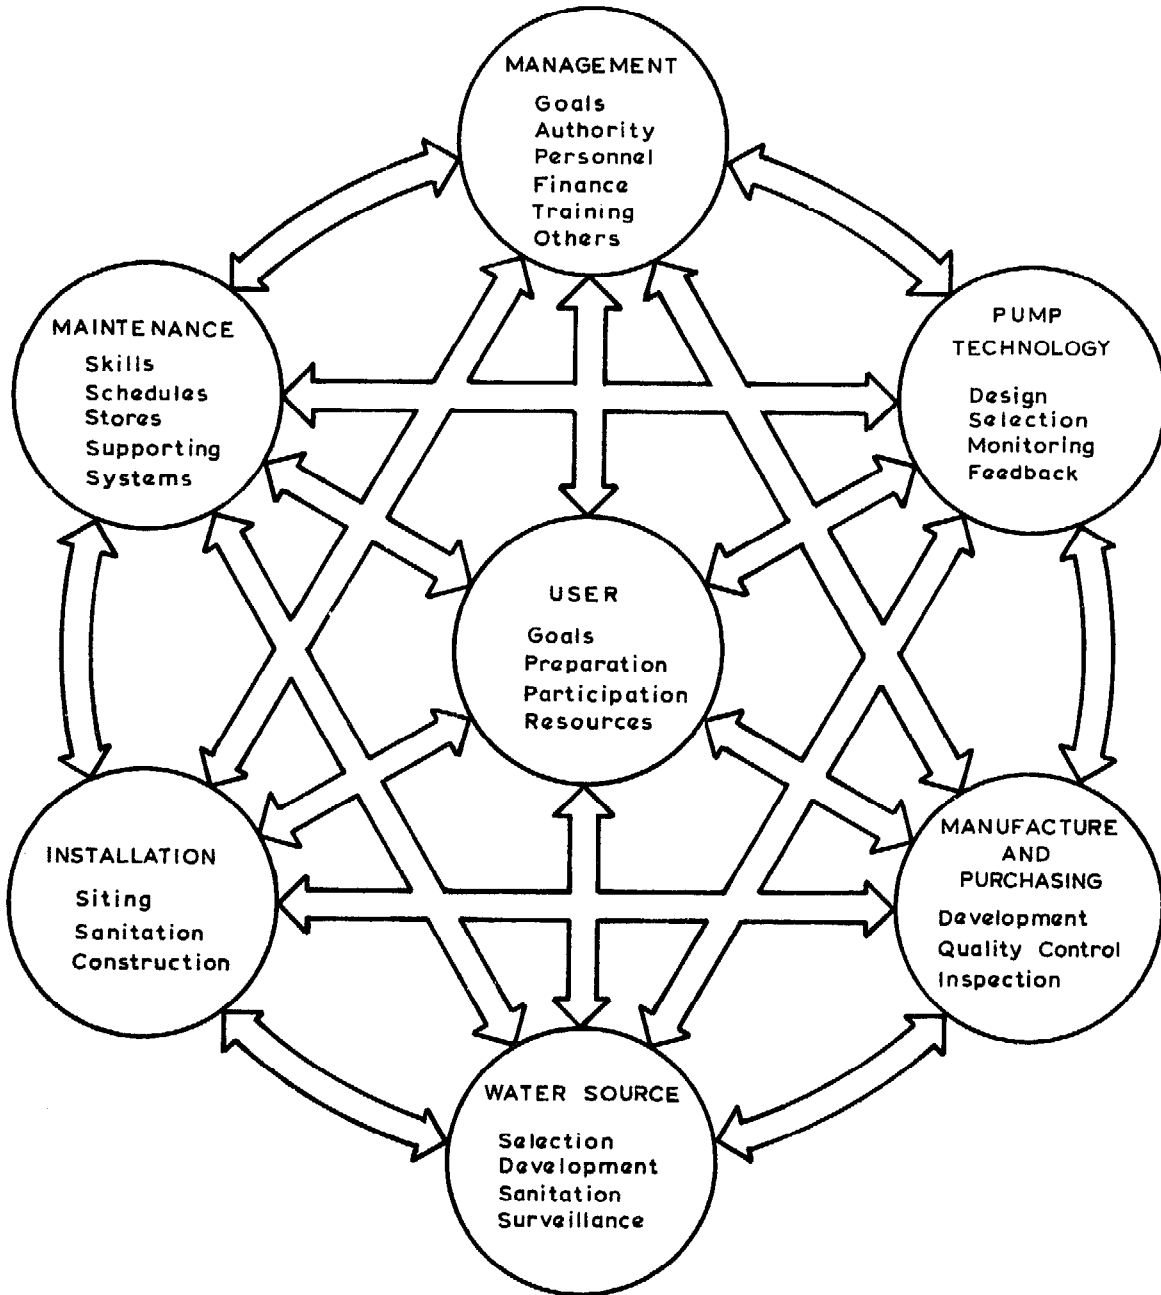 MANAGEMENT
Goals
Authority
Personnel
Finance
Training
Others
MAINTENANCE
Skills
Schedules
Stores
Supporting
Systems
PUMP
TECHNOLOGY
Design
Selection
Monitoring
Feedback
USER
Goals
Preparation
Participation
Resources
INSTALLATION
Siting
Sanitation
Construction
MANUFACTURE
AND
PURCHASING
Development
Quality Control
Inspection
WATER SOURCE
Selection
Development
Sanitation
Surveillance